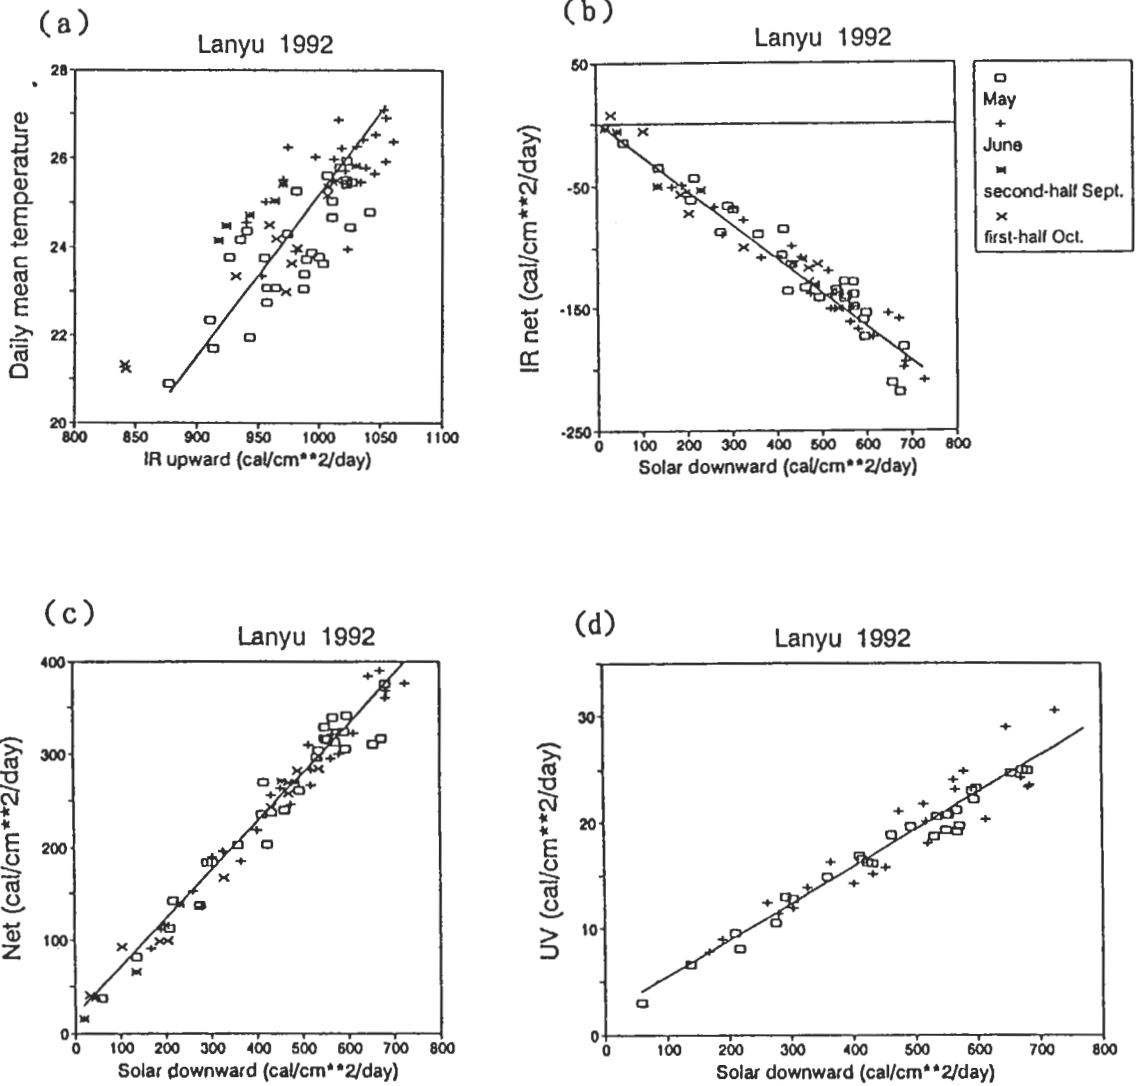 (a)
Lanyu 1992
28
26
24
22
20
Daily mean temperature
800 850 900 950 1000 1050 1100
IR upward (cal/cm**2/day)
(b)
Lanyu 1992
50
-50
-150
-250
IR net (cal/cm**2/day)
0 100 200 300 400 500 600 700 800
Solar downward (cal/cm**2/day)
May
June
second-half Sept.
first-half Oct.
(c)
Lanyu 1992
400
300
200
100
0
Net (cal/cm**2/day)
0 100 200 300 400 500 600 700 800
Solar downward (cal/cm**2/day)
(d)
Lanyu 1992
30
20
10
0
UV (cal/cm**2/day)
0 100 200 300 400 500 600 700 800
Solar downward (cal/cm**2/day)